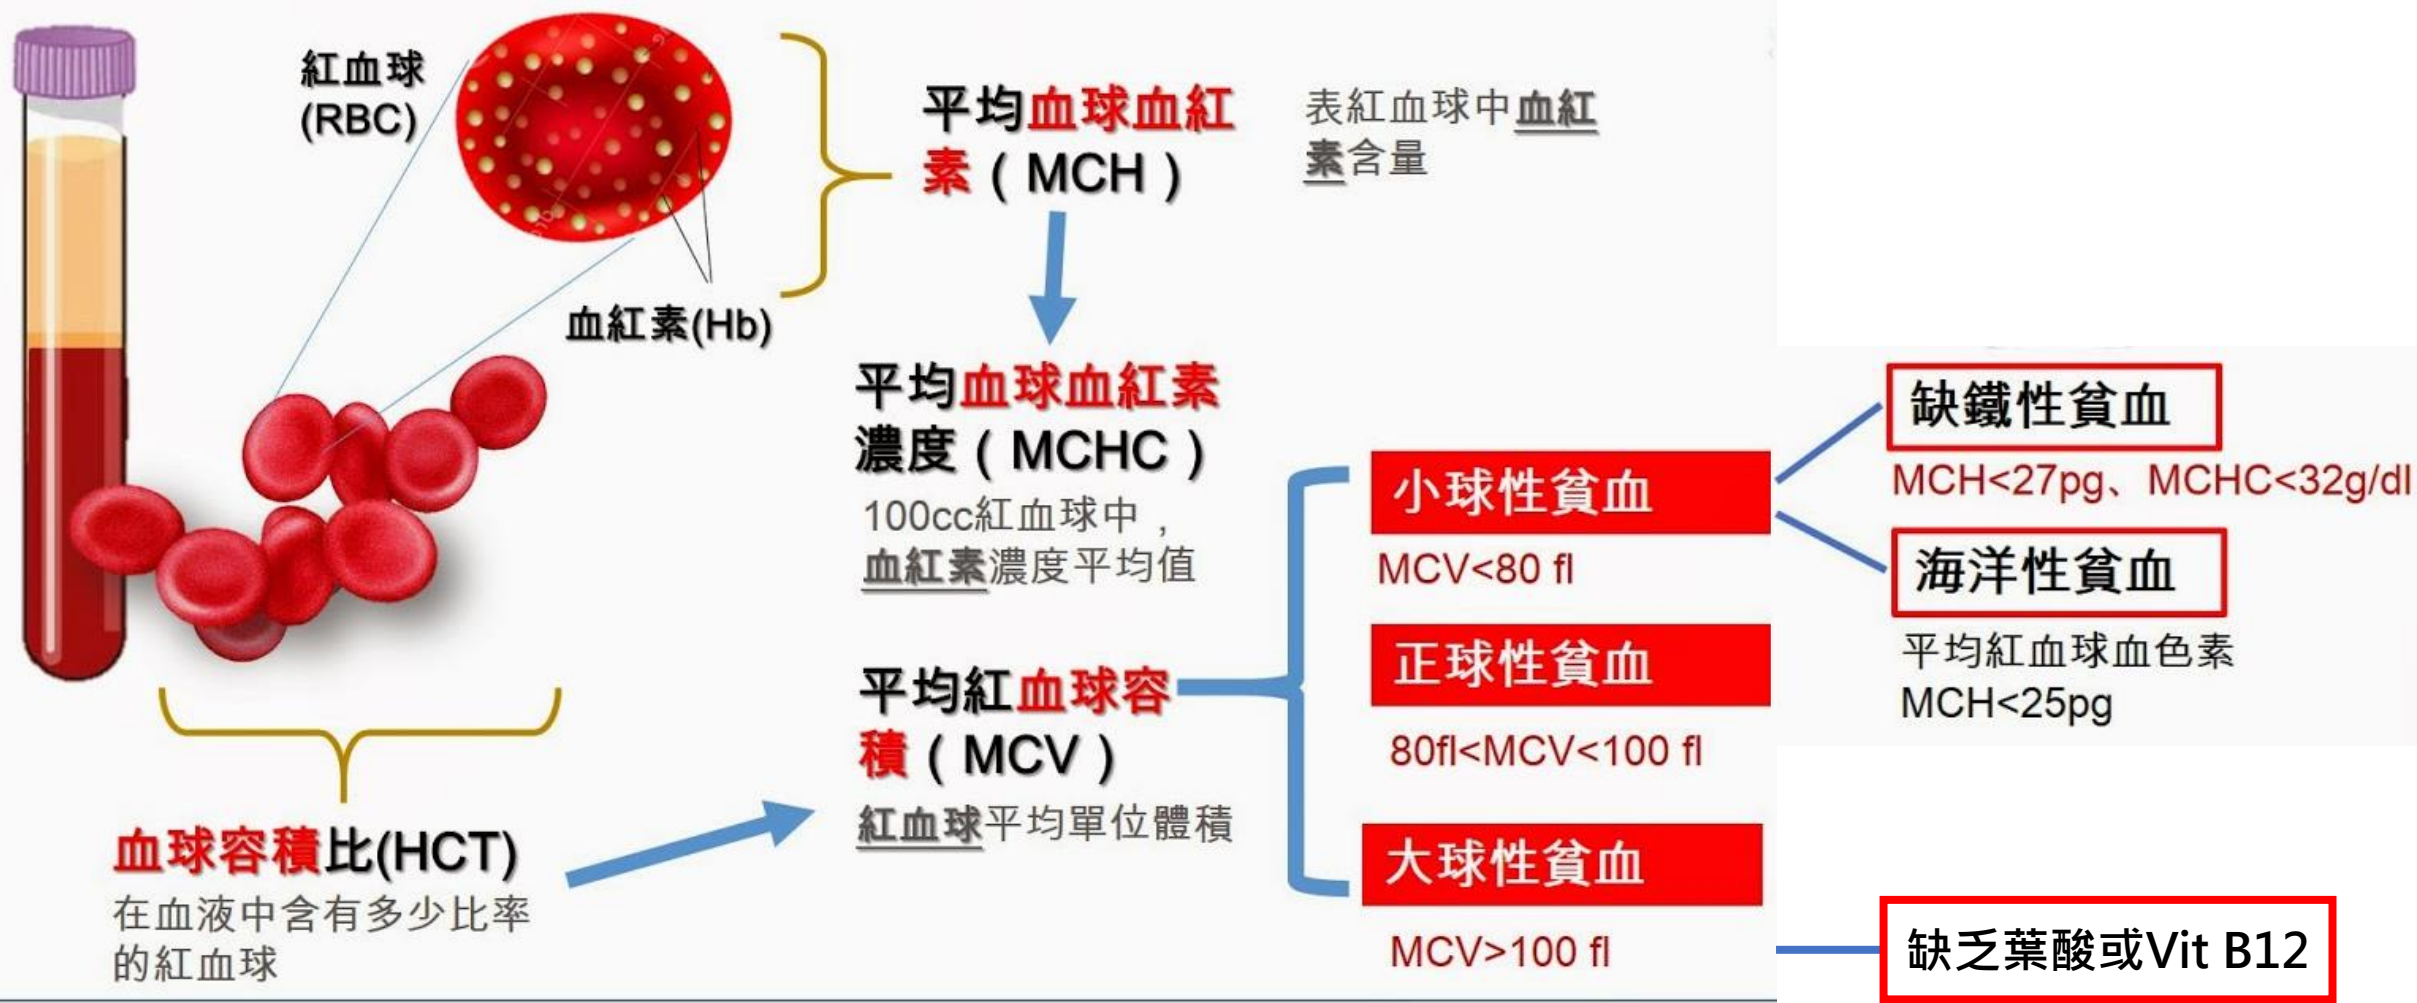 紅血球
(RBC)
血紅素(Hb)
平均血球血紅
素（MCH）
表紅血球中血紅
素含量
平均血球血紅素
濃度（MCHC）
100cc紅血球中，
血紅素濃度平均值
平均紅血球容
積（MCV）
紅血球平均單位體積
血球容積比(HCT)
在血液中含有多少比率
的紅血球
小球性貧血
MCV<80 fl
正球性貧血
80fl<MCV<100 fl
大球性貧血
MCV>100 fl
缺鐵性貧血
MCH<27pg、MCHC<32g/dl
海洋性貧血
平均紅血球血色素
MCH<25pg
缺乏葉酸或Vit B12